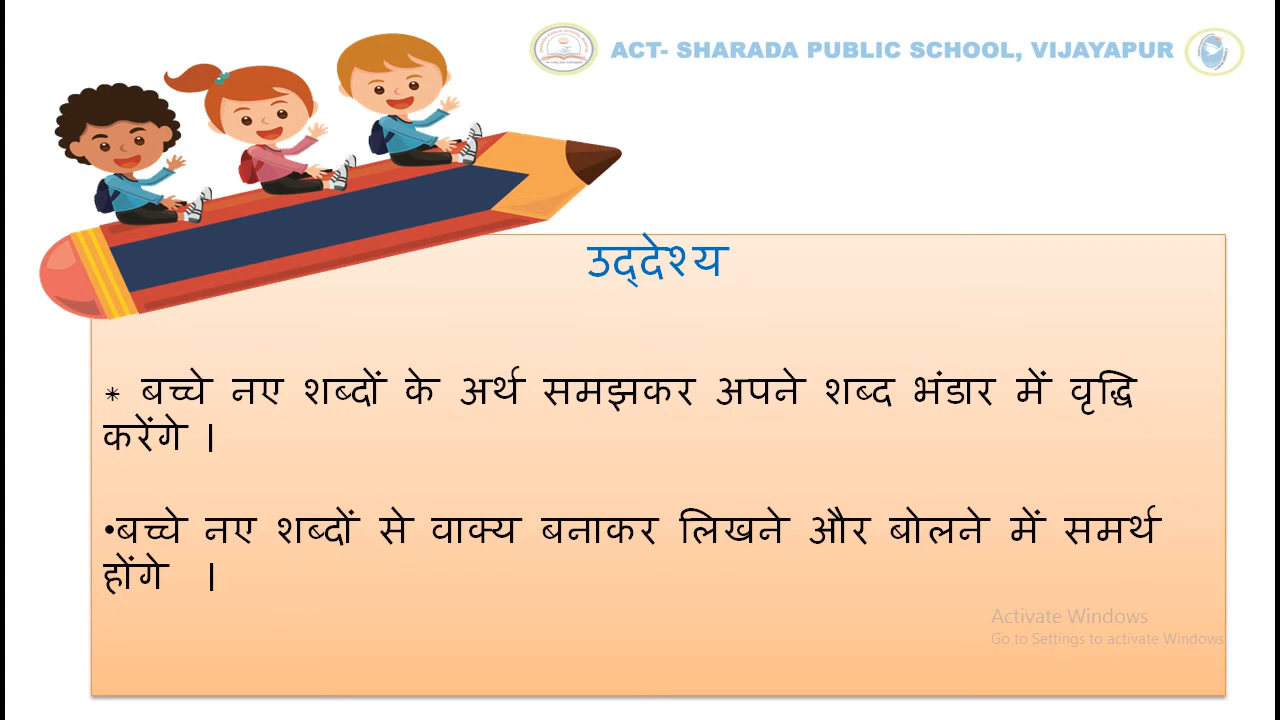 ACT- SHARADA PUBLIC SCHOOL, VIJAYAPUR
उद्‌देश्य
* बच्चे नए शब्दों के अर्थ समझकर अपने शब्द भंडार में वृद्धि
करेंगे ।
•बच्चे नए शब्दों से वाक्य बनाकर लिखने और बोलने में समर्थ
होंगे ।
Activate Windows
Go to Settings to activate Windows